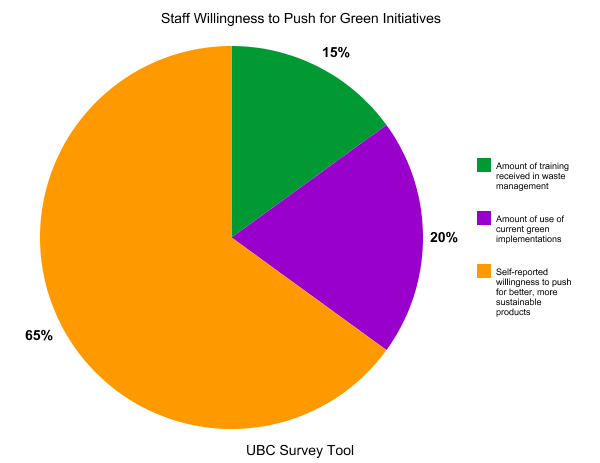 Staff Willingness to Push for Green Initiatives
15%
Amount of training
received in waste
management
Amount of use of
current green
implementations
20%
Self-reported
willingness to push
for better, more
sustainable
products
65%
UBC Survey Tool